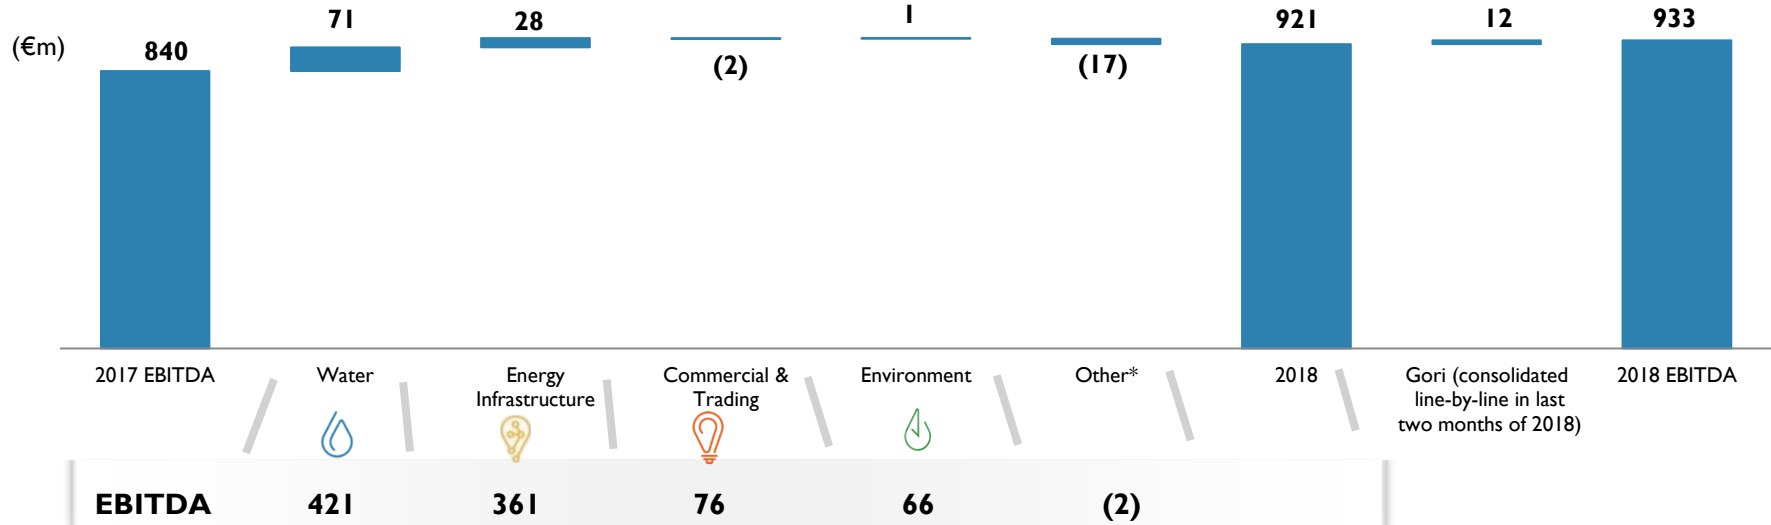 (€m)
840
71
28
(2)
1
(17)
921
12
933
2017 EBITDA
Water
Energy
Infrastructure
Commercial &
Trading
Environment
Other*
2018
Gori (consolidated
line-by-line in last
two months of 2018)
2018 EBITDA
EBITDA 421 361 76 66 (2)